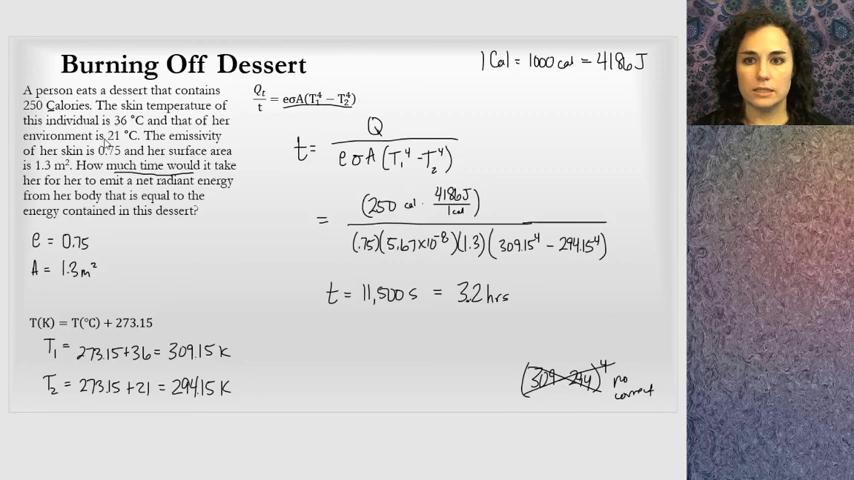 Burning Off Dessert
A person eats a dessert that contains
250 Calories. The skin temperature of
this individual is 36 °C and that of her
environment is 21 °C. The emissivity
of her skin is 0.75 and her surface area
is 1.3 m². How much time would it take
her for her to emit a net radiant energy
from her body that is equal to the
energy contained in this dessert?
e = 0.75
A = 1.3 m²
T(K) = T(°C) + 273.15
T₁ = 273.15+36 = 309.15 K
T₂ = 273.15 +21 = 294.15 K
1 Cal = 1000 cal = 4186 J
Qₜ/t = eσA(T₁⁴ − T₂⁴)
t = Q / eσA (T₁⁴ − T₂⁴)
= (250 cal · 4186J/1cal) / (.75)(5.67×10⁻⁸)(1.3)(309.15⁴ − 294.15⁴)
t = 11,500 s = 3.2 hrs
(309-294)⁴ no
correct